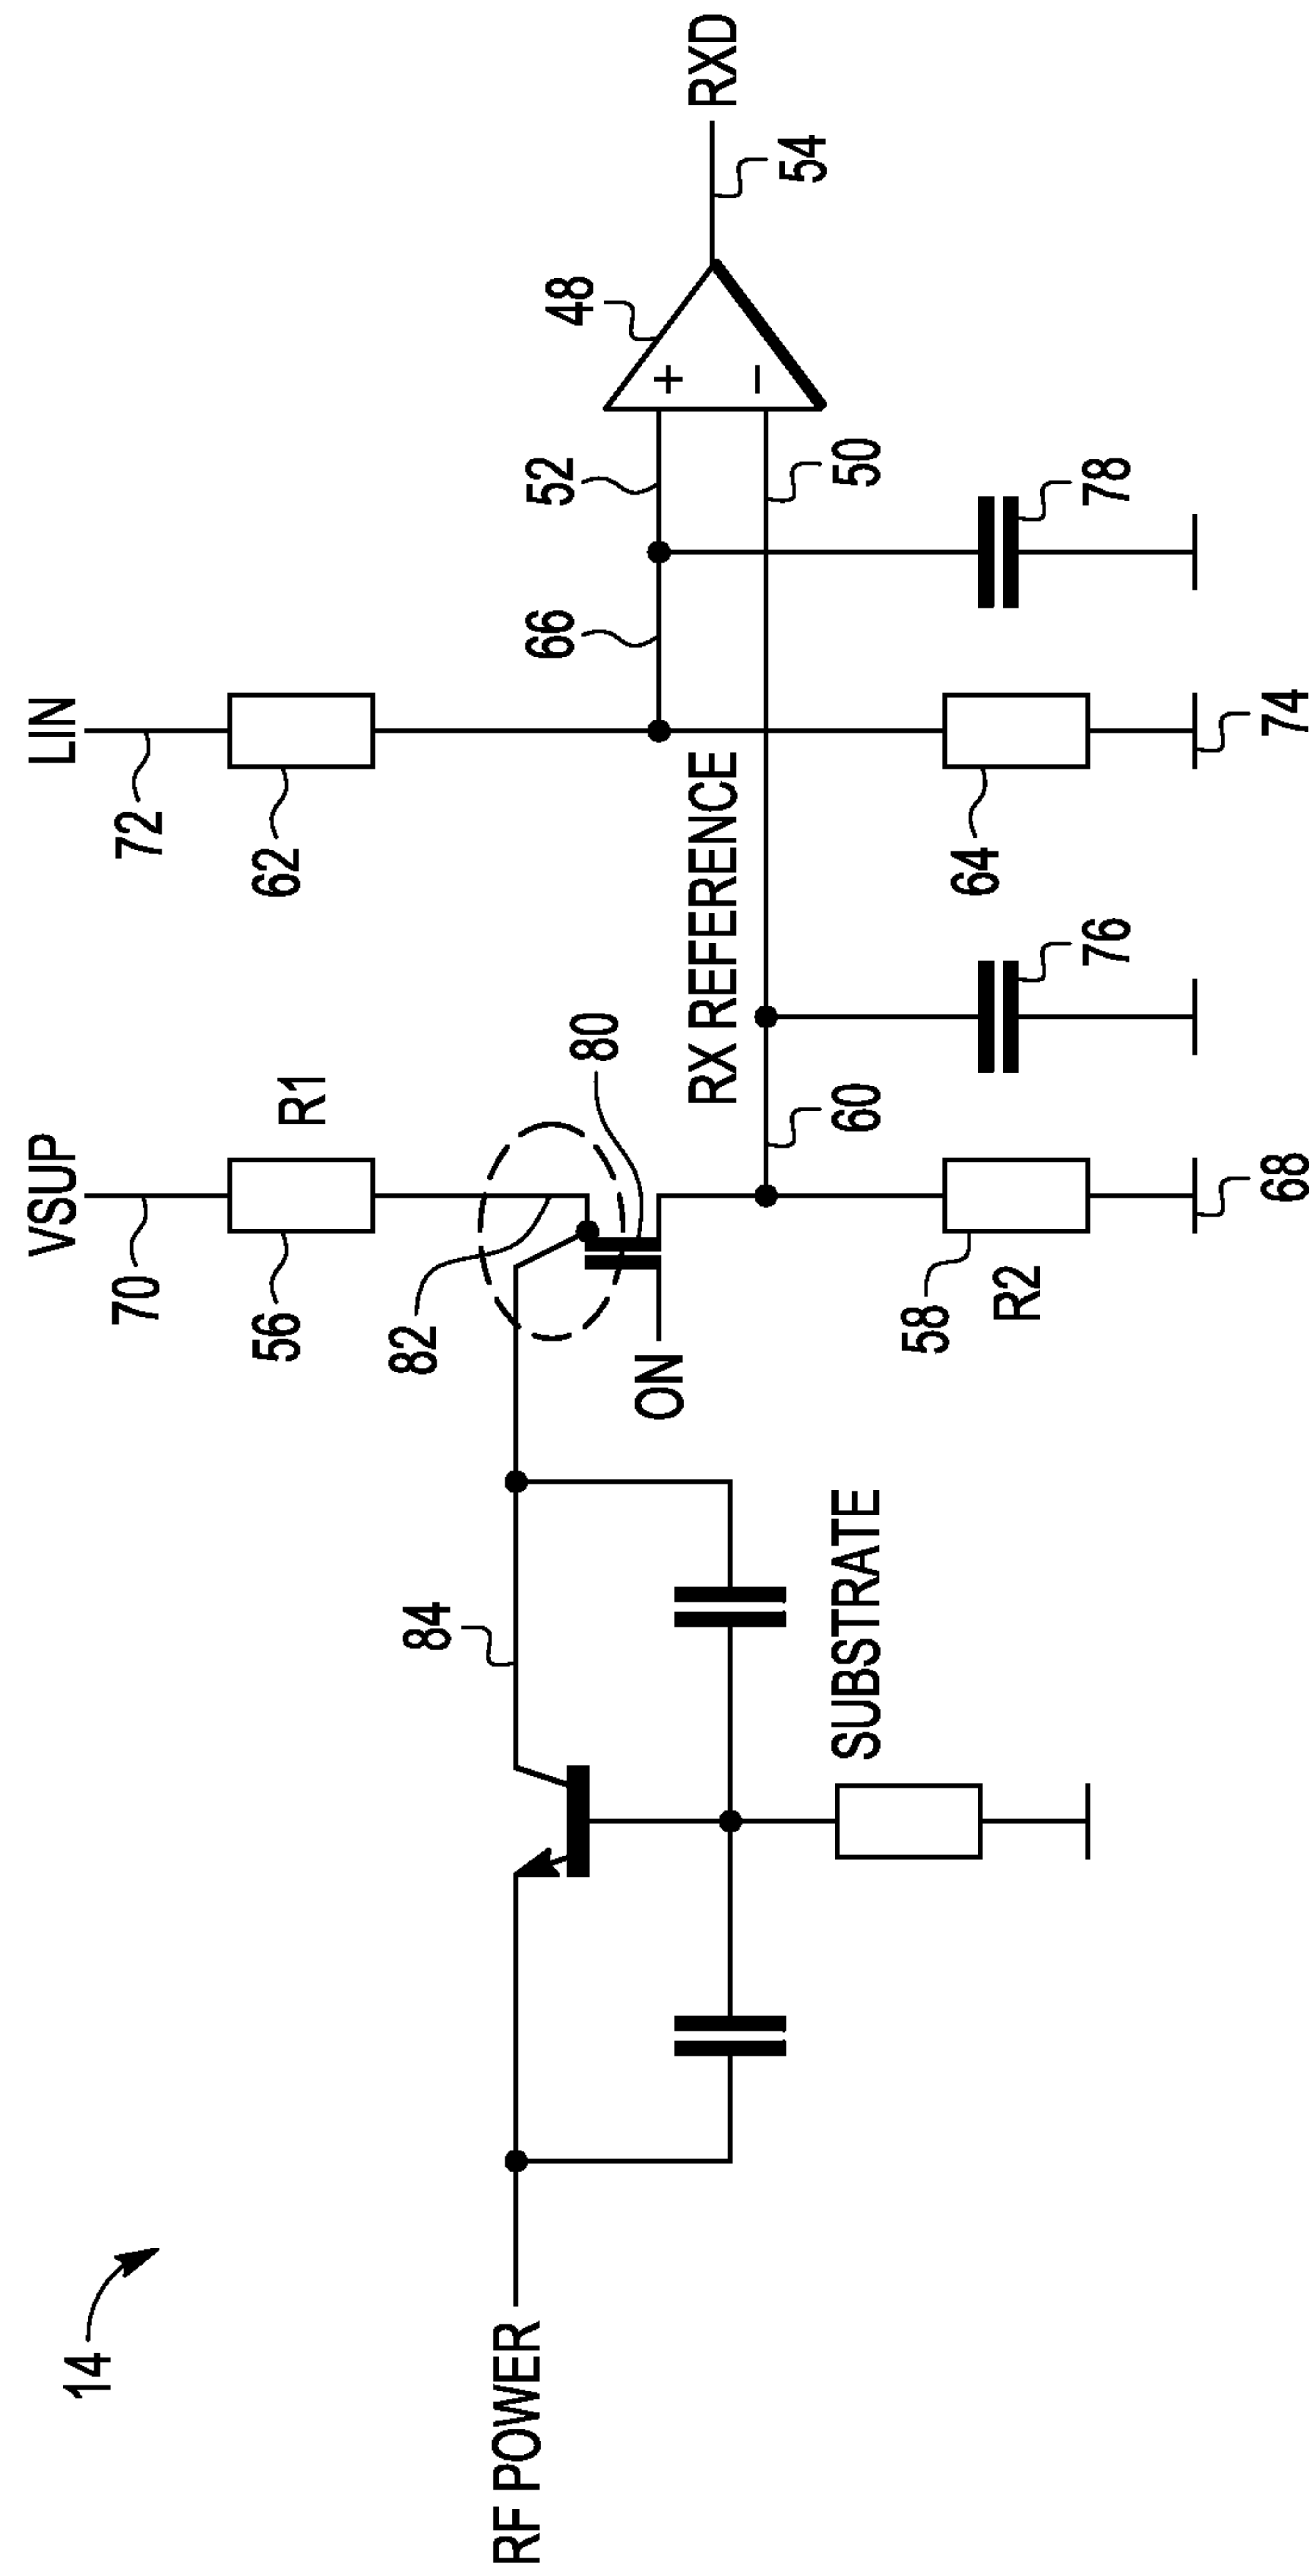 14
RF POWER
84
SUBSTRATE
VSUP
70
56
R1
82
80
ON
RX REFERENCE
60
58
R2
68
76
LIN
72
62
66
64
74
52
50
78
48
+
−
54
RXD